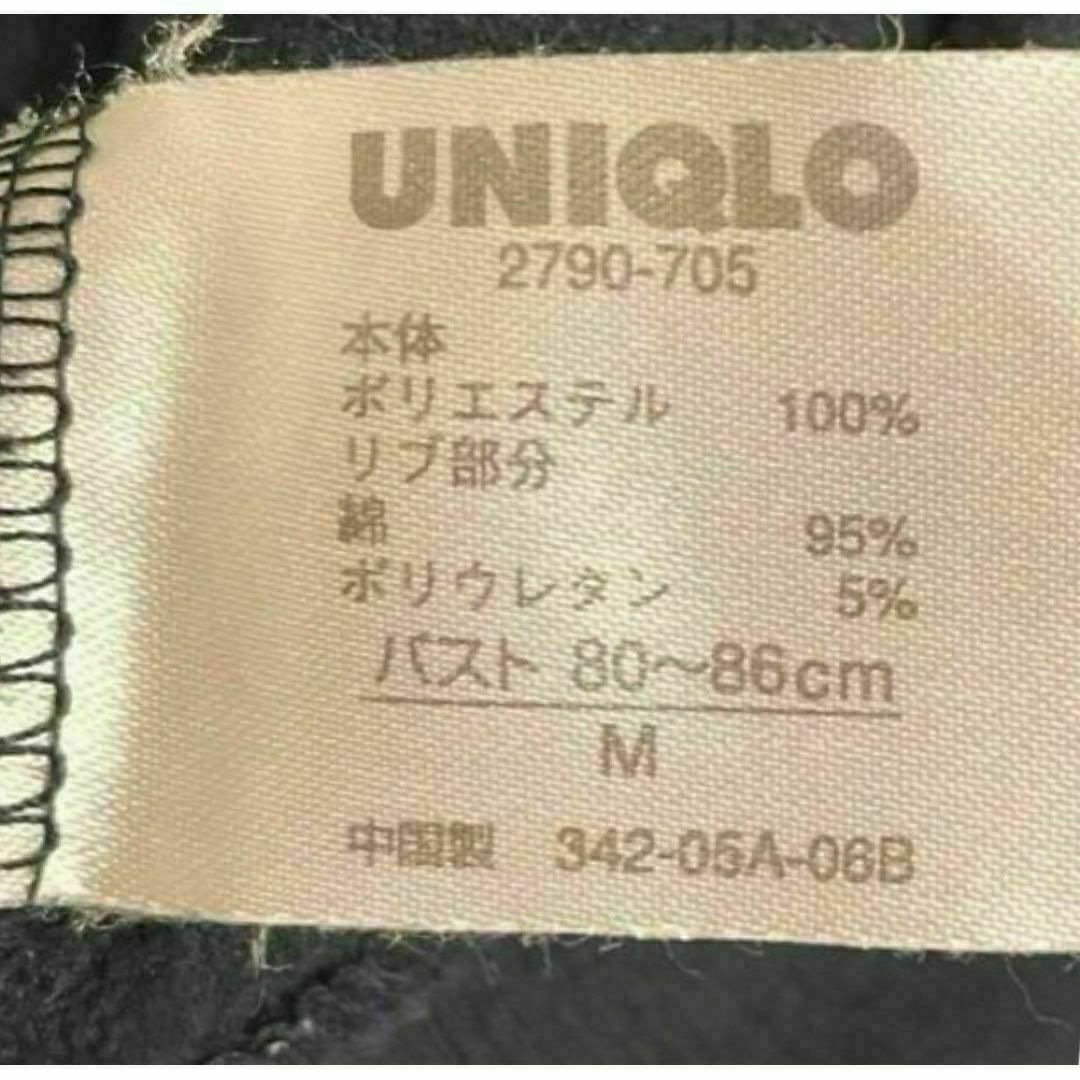 UNIQLO
2790-705
本体
ポリエステル 100%
リブ部分
綿 95%
ポリウレタン 5%
バスト 80～86cm
M
中国製 342-05A-06B